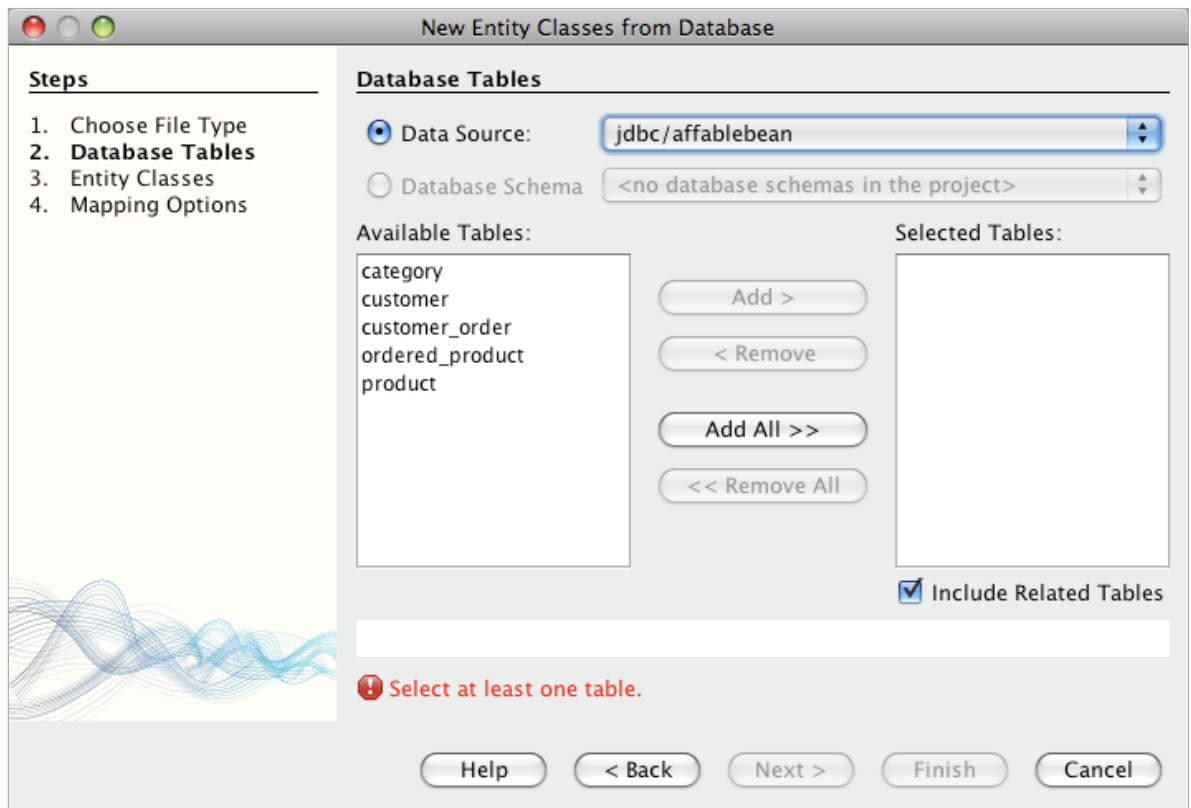 New Entity Classes from Database
Steps
1. Choose File Type
2. Database Tables
3. Entity Classes
4. Mapping Options
Database Tables
Data Source: jdbc/affablebean
Database Schema <no database schemas in the project>
Available Tables:
category
customer
customer_order
ordered_product
product
Add >
< Remove
Add All >>
<< Remove All
Selected Tables:
Include Related Tables
Select at least one table.
Help < Back Next > Finish Cancel